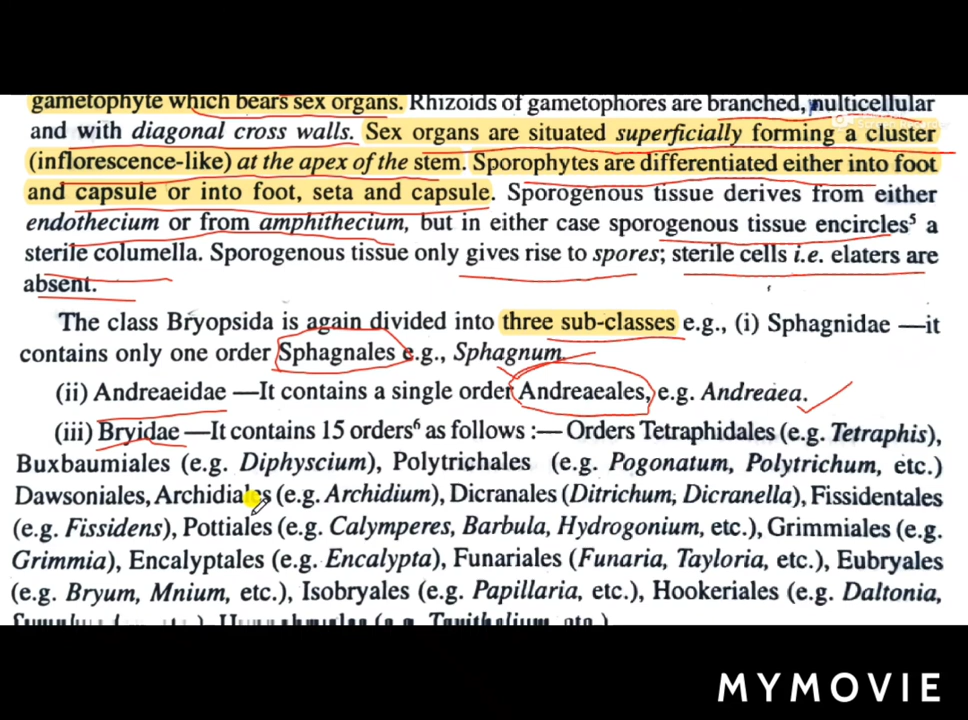 gametophyte which bears sex organs. Rhizoids of gametophores are branched, multicellular
and with diagonal cross walls. Sex organs are situated superficially forming a cluster
(inflorescence-like) at the apex of the stem. Sporophytes are differentiated either into foot
and capsule or into foot, seta and capsule. Sporogenous tissue derives from either
endothecium or from amphithecium, but in either case sporogenous tissue encircles⁵ a
sterile columella. Sporogenous tissue only gives rise to spores; sterile cells i.e. elaters are
absent.
The class Bryopsida is again divided into three sub-classes e.g., (i) Sphagnidae —it
contains only one order Sphagnales e.g., Sphagnum.
(ii) Andreaeidae —It contains a single order Andreaeales, e.g. Andreaea.
(iii) Bryidae —It contains 15 orders⁶ as follows :— Orders Tetraphidales (e.g. Tetraphis),
Buxbaumiales (e.g. Diphyscium), Polytrichales (e.g. Pogonatum, Polytrichum, etc.)
Dawsoniales, Archidiales (e.g. Archidium), Dicranales (Ditrichum, Dicranella), Fissidentales
(e.g. Fissidens), Pottiales (e.g. Calymperes, Barbula, Hydrogonium, etc.), Grimmiales (e.g.
Grimmia), Encalyptales (e.g. Encalypta), Funariales (Funaria, Tayloria, etc.), Eubryales
(e.g. Bryum, Mnium, etc.), Isobryales (e.g. Papillaria, etc.), Hookeriales (e.g. Daltonia,
MYMOVIE